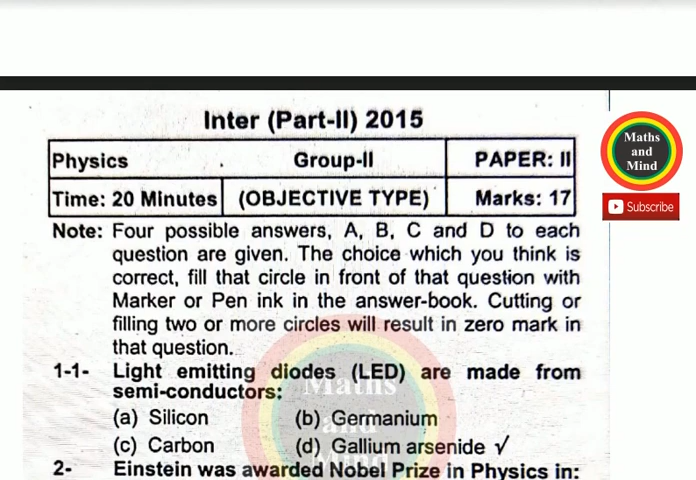 Inter (Part-II) 2015
Physics Group-II PAPER: II
Time: 20 Minutes (OBJECTIVE TYPE) Marks: 17
Note: Four possible answers, A, B, C and D to each
question are given. The choice which you think is
correct, fill that circle in front of that question with
Marker or Pen ink in the answer-book. Cutting or
filling two or more circles will result in zero mark in
that question.
1-1- Light emitting diodes (LED) are made from
semi-conductors:
(a) Silicon (b) Germanium
(c) Carbon (d) Gallium arsenide √
2- Einstein was awarded Nobel Prize in Physics in:
Maths
and
Mind
Subscribe
Maths
and
Mind